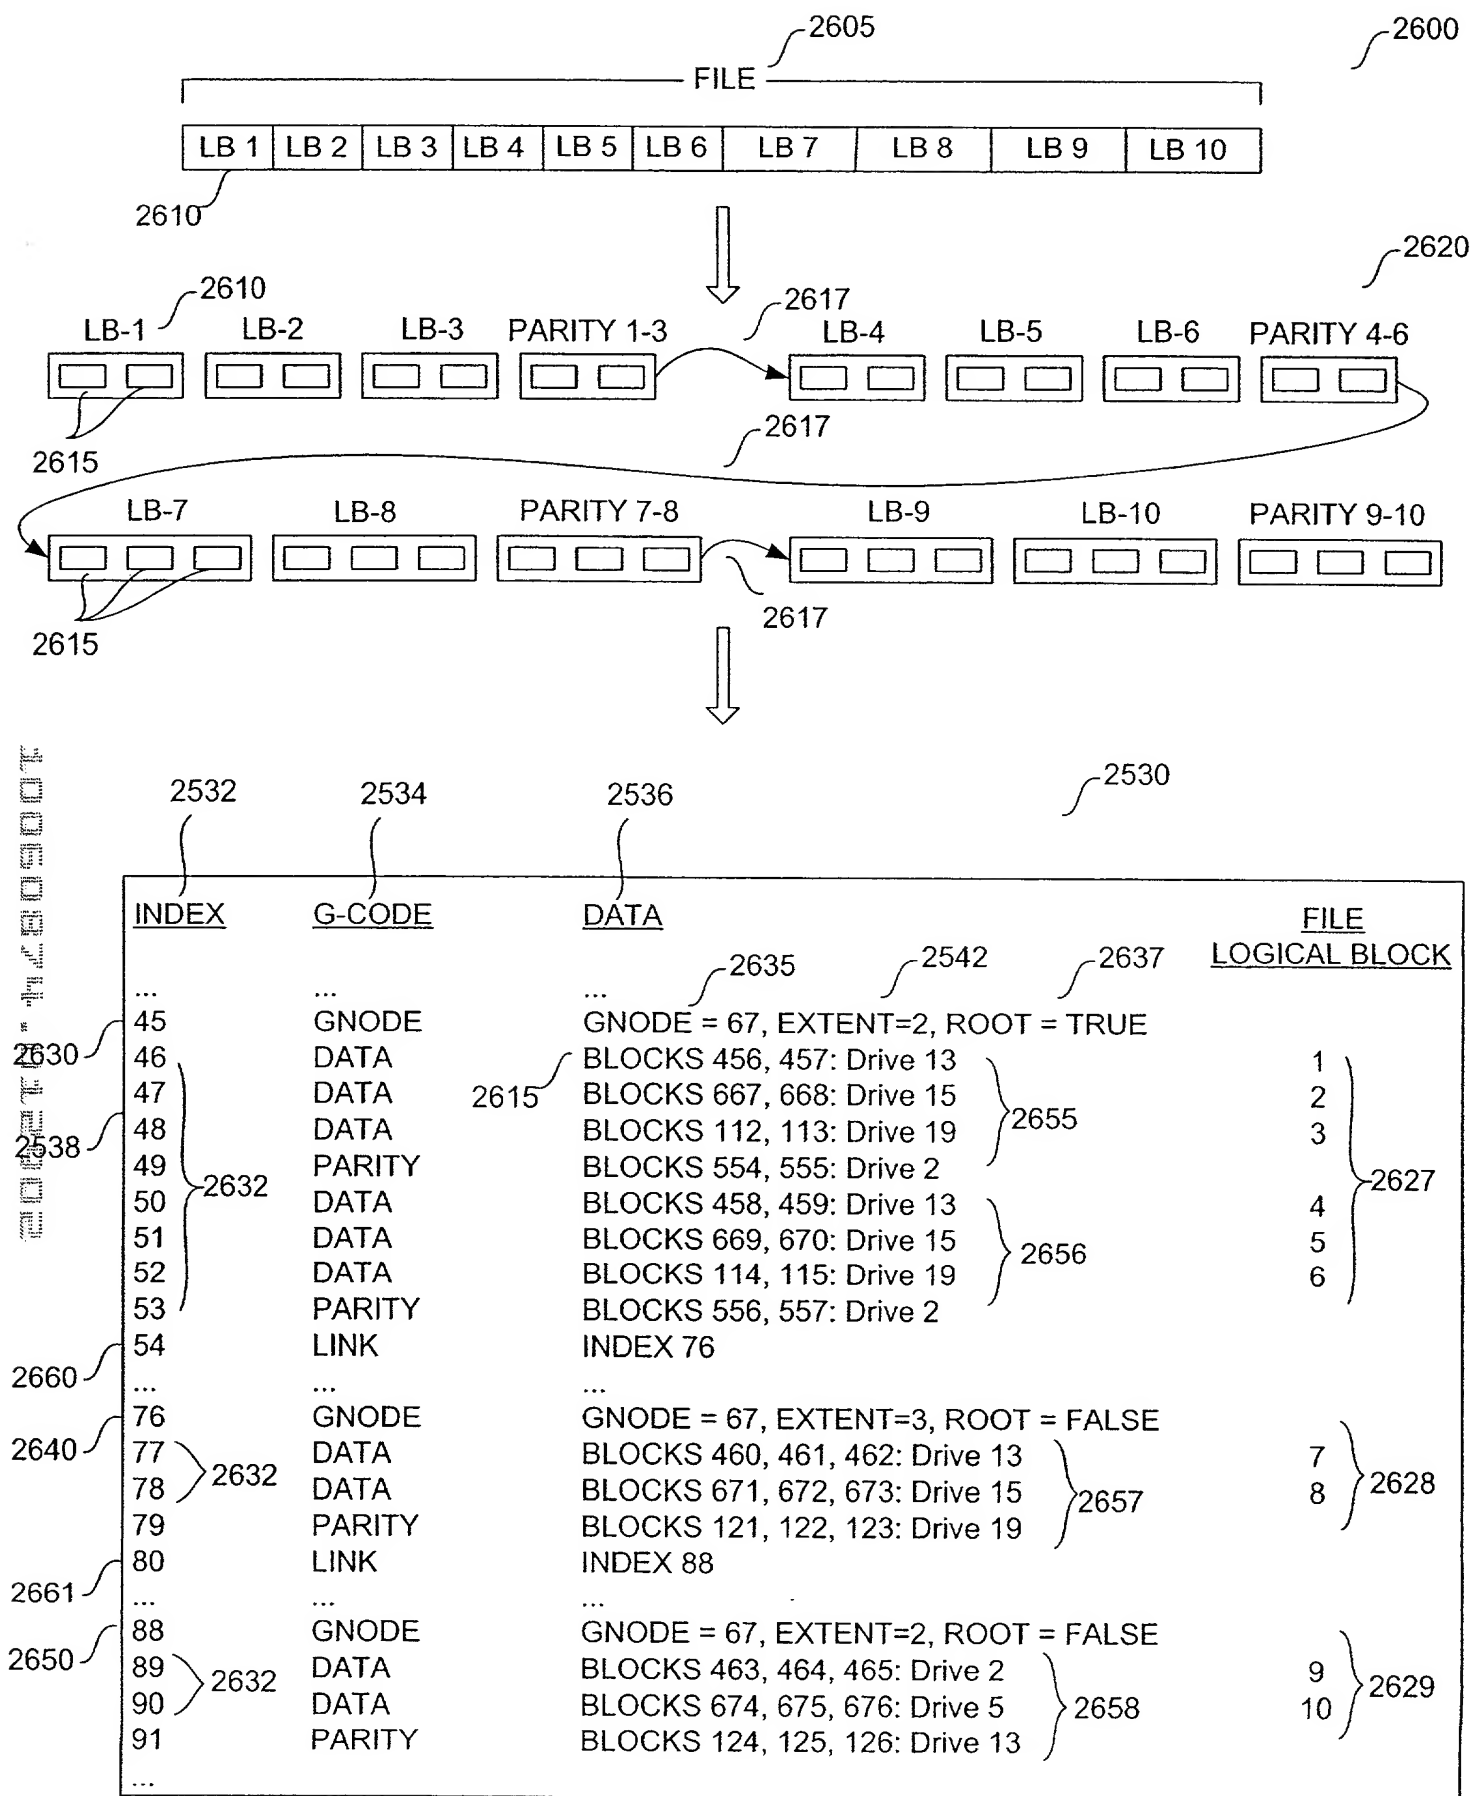 2605
2600
FILE
LB 1 LB 2 LB 3 LB 4 LB 5 LB 6 LB 7 LB 8 LB 9 LB 10
2610
2620
2610
2617
LB-1 LB-2 LB-3 PARITY 1-3 LB-4 LB-5 LB-6 PARITY 4-6
2617
2615
LB-7 LB-8 PARITY 7-8 LB-9 LB-10 PARITY 9-10
2617
2615
2530
2532 2534 2536
INDEX G-CODE DATA FILE LOGICAL BLOCK
2635 2542 2637
... ... ...
45 GNODE GNODE = 67, EXTENT=2, ROOT = TRUE
2630
46 DATA BLOCKS 456, 457: Drive 13 1
2615
47 DATA BLOCKS 667, 668: Drive 15 2
2655
48 DATA BLOCKS 112, 113: Drive 19 3
2538
49 PARITY BLOCKS 554, 555: Drive 2
2632
2627
50 DATA BLOCKS 458, 459: Drive 13 4
51 DATA BLOCKS 669, 670: Drive 15 5
2656
52 DATA BLOCKS 114, 115: Drive 19 6
53 PARITY BLOCKS 556, 557: Drive 2
54 LINK INDEX 76
2660
... ... ...
76 GNODE GNODE = 67, EXTENT=3, ROOT = FALSE
2640
77 DATA BLOCKS 460, 461, 462: Drive 13 7
2632
2628
78 DATA BLOCKS 671, 672, 673: Drive 15 8
2657
79 PARITY BLOCKS 121, 122, 123: Drive 19
80 LINK INDEX 88
2661
... ... ...
88 GNODE GNODE = 67, EXTENT=2, ROOT = FALSE
2650
89 DATA BLOCKS 463, 464, 465: Drive 2 9
2632
2629
90 DATA BLOCKS 674, 675, 676: Drive 5 10
2658
91 PARITY BLOCKS 124, 125, 126: Drive 13
...